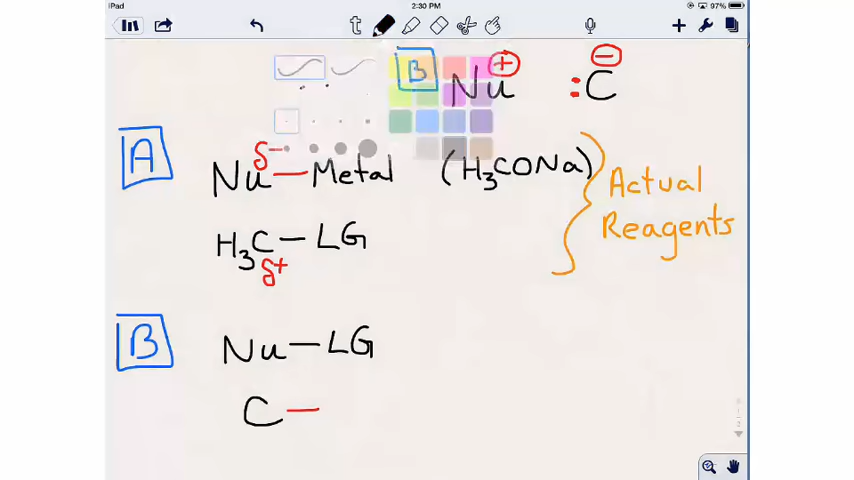 iPad 2:30 PM 97%
t
B Nu⊕ :C⊖
A
Nu δ- — Metal (H₃CONa)
Actual
Reagents
H₃C — LG
δ+
B
Nu — LG
C —